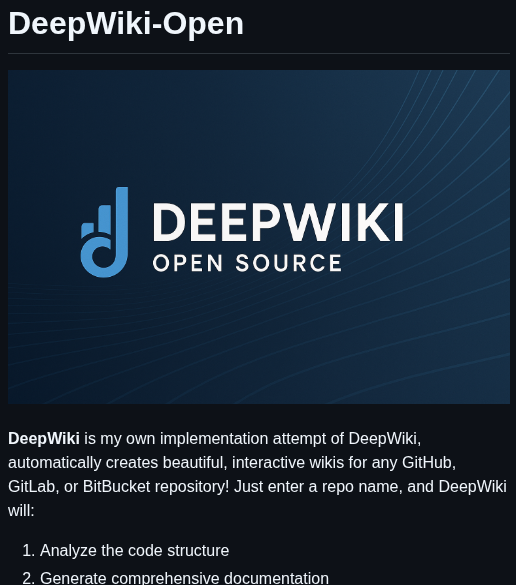 DeepWiki-Open
DEEPWIKI
OPEN SOURCE
DeepWiki is my own implementation attempt of DeepWiki,
automatically creates beautiful, interactive wikis for any GitHub,
GitLab, or BitBucket repository! Just enter a repo name, and DeepWiki
will:
1. Analyze the code structure
2. Generate comprehensive documentation